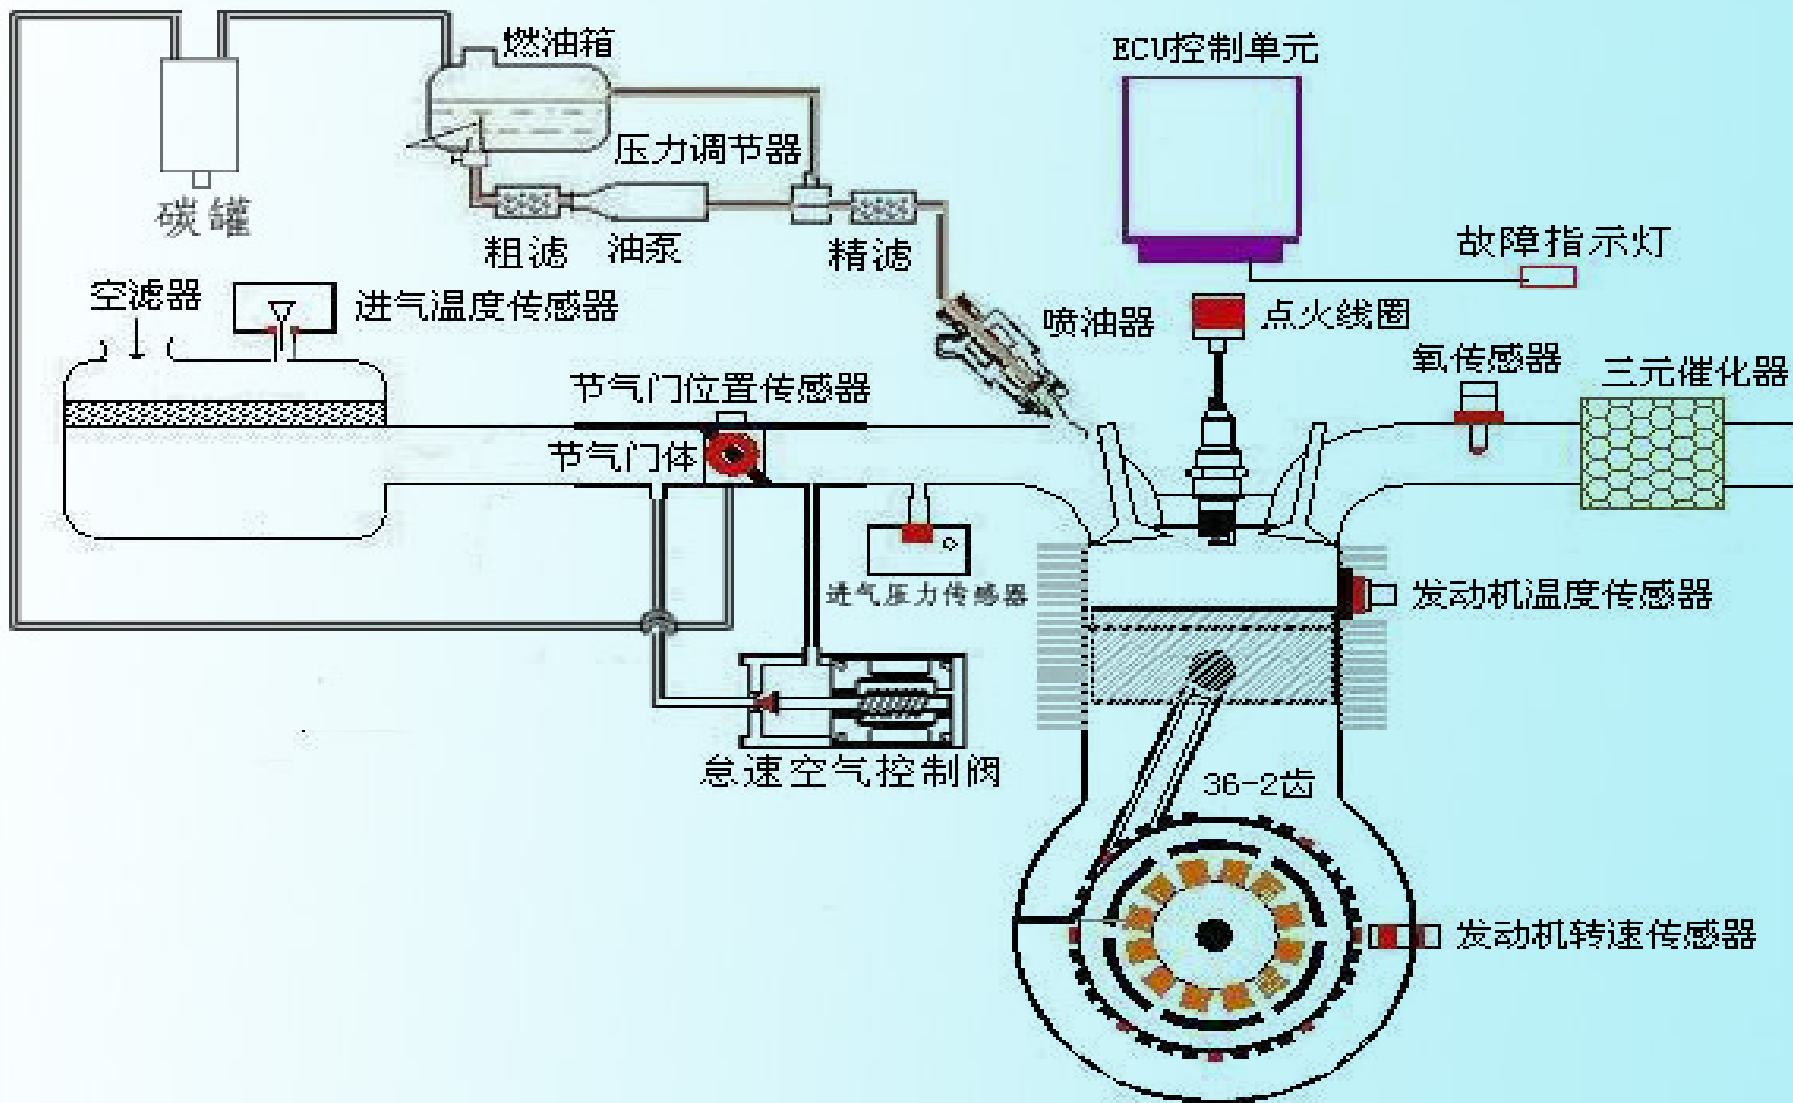 燃油箱
ECU控制单元
压力调节器
碳罐
粗滤
油泵
精滤
故障指示灯
空滤器
进气温度传感器
喷油器
点火线圈
氧传感器
三元催化器
节气门位置传感器
节气门体
进气压力传感器
发动机温度传感器
怠速空气控制阀
36-2齿
发动机转速传感器